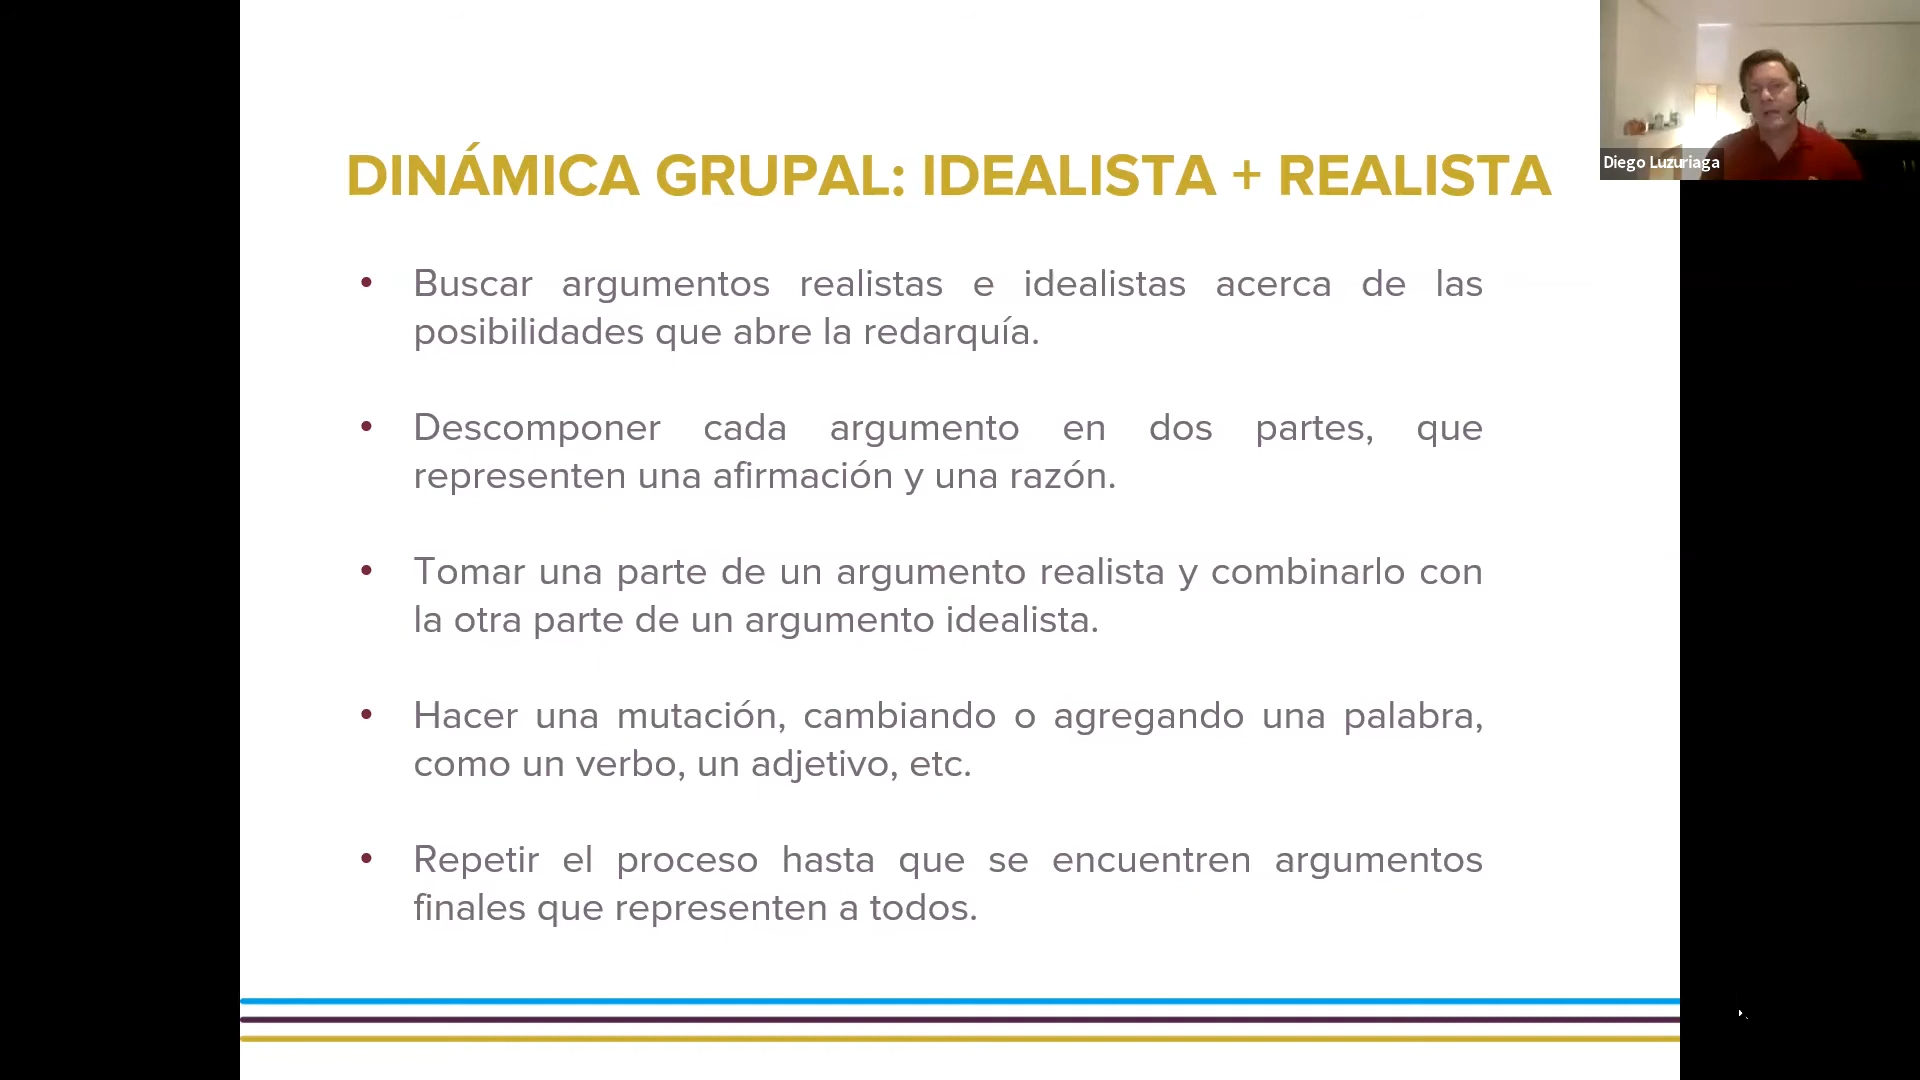 DINÁMICA GRUPAL: IDEALISTA + REALISTA
Diego Luzuriaga
• Buscar argumentos realistas e idealistas acerca de las
posibilidades que abre la redarquía.
• Descomponer cada argumento en dos partes, que
representen una afirmación y una razón.
• Tomar una parte de un argumento realista y combinarlo con
la otra parte de un argumento idealista.
• Hacer una mutación, cambiando o agregando una palabra,
como un verbo, un adjetivo, etc.
• Repetir el proceso hasta que se encuentren argumentos
finales que representen a todos.